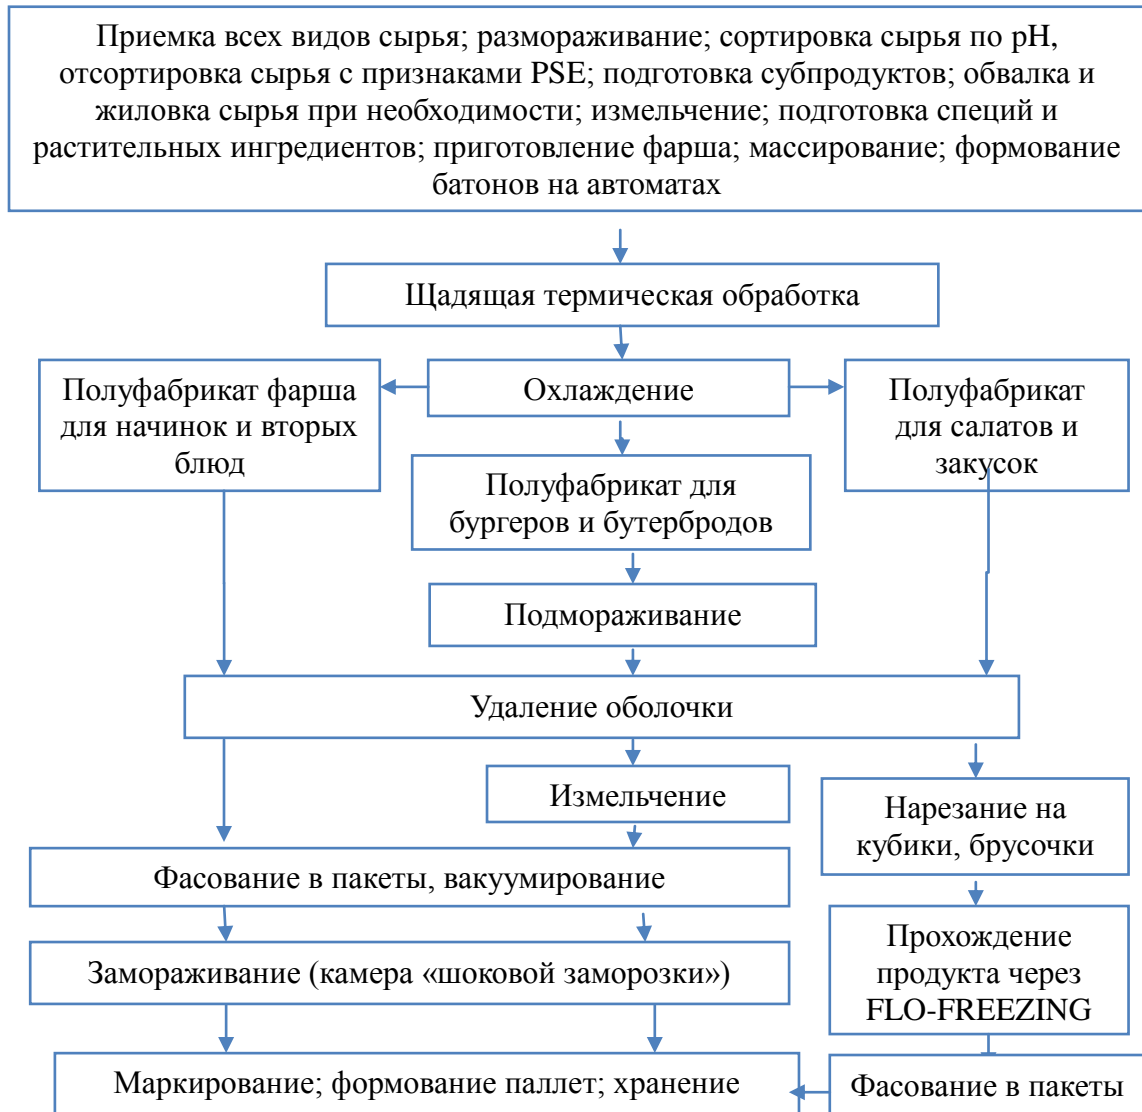 Приемка всех видов сырья; размораживание; сортировка сырья по pH,
отсортировка сырья с признаками PSE; подготовка субпродуктов; обвалка и
жиловка сырья при необходимости; измельчение; подготовка специй и
растительных ингредиентов; приготовление фарша; массирование; формование
батонов на автоматах
Щадящая термическая обработка
Полуфабрикат фарша
для начинок и вторых
блюд
Охлаждение
Полуфабрикат
для салатов и
закусок
Полуфабрикат для
бургеров и бутербродов
Подмораживание
Удаление оболочки
Измельчение
Нарезание на
кубики, брусочки
Фасование в пакеты, вакуумирование
Прохождение
продукта через
FLO-FREEZING
Замораживание (камера «шоковой заморозки»)
Маркирование; формование паллет; хранение
Фасование в пакеты